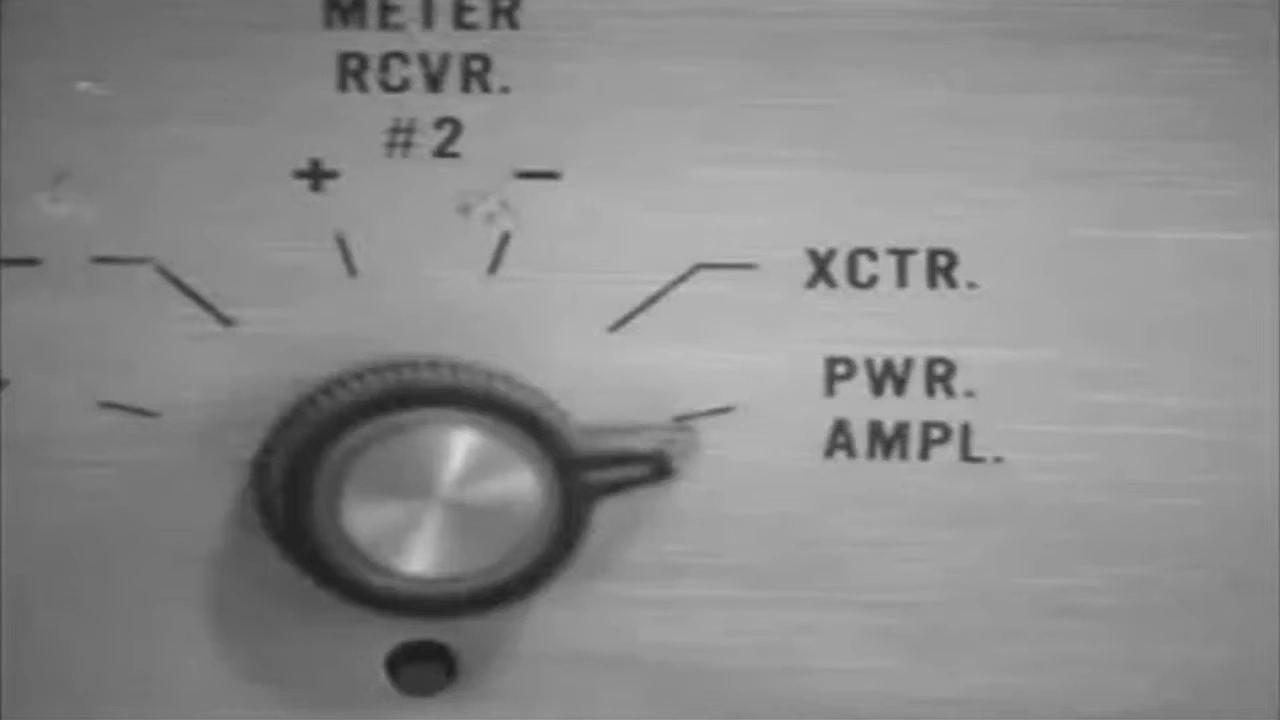 METER
RCVR.
#2
+ −
XCTR.
PWR.
AMPL.